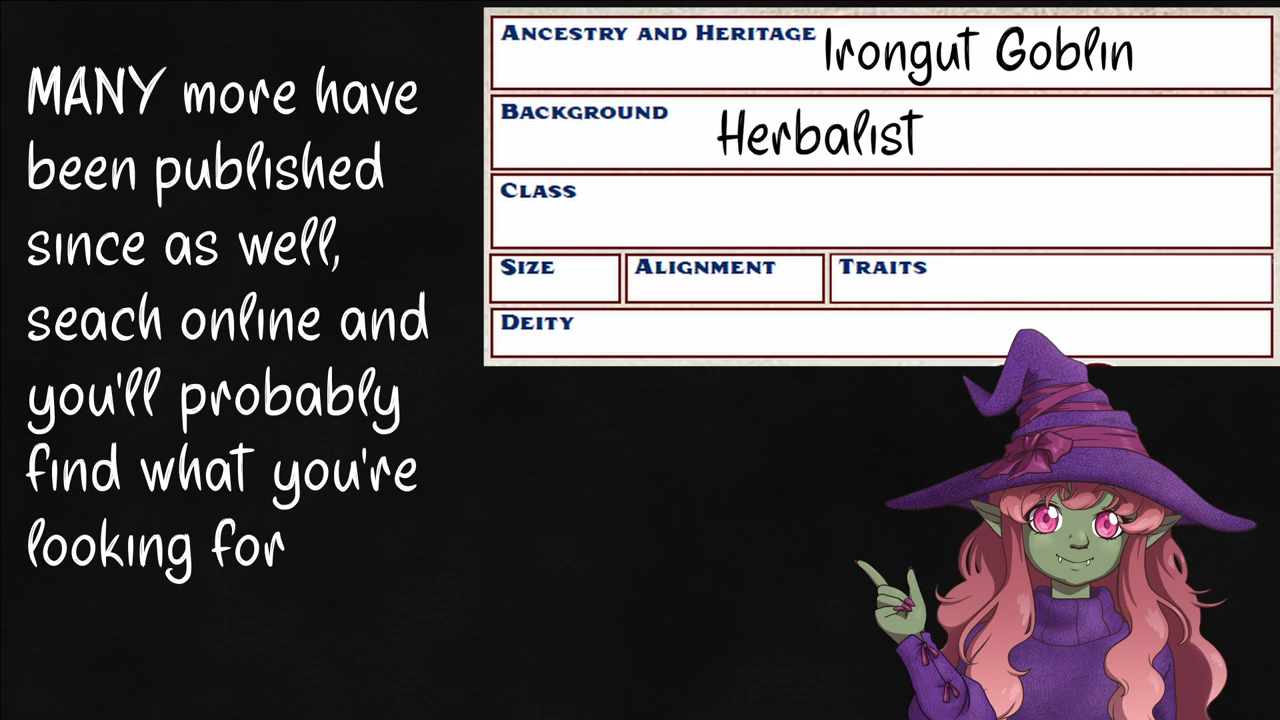 MANY more have
been published
since as well,
seach online and
you'll probably
find what you're
looking for
ANCESTRY AND HERITAGE Irongut Goblin
BACKGROUND Herbalist
CLASS
SIZE ALIGNMENT TRAITS
DEITY